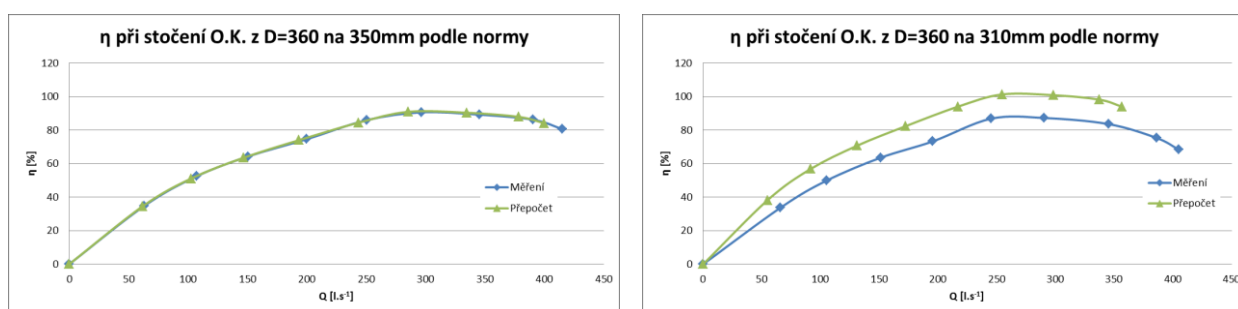 η při stočení O.K. z D=360 na 350mm podle normy
120
100
80
60
40
20
0
η [%]
0 50 100 150 200 250 300 350 400 450
Q [l.s⁻¹]
Měření
Přepočet
η při stočení O.K. z D=360 na 310mm podle normy
120
100
80
60
40
20
0
η [%]
0 50 100 150 200 250 300 350 400 450
Q [l.s⁻¹]
Měření
Přepočet